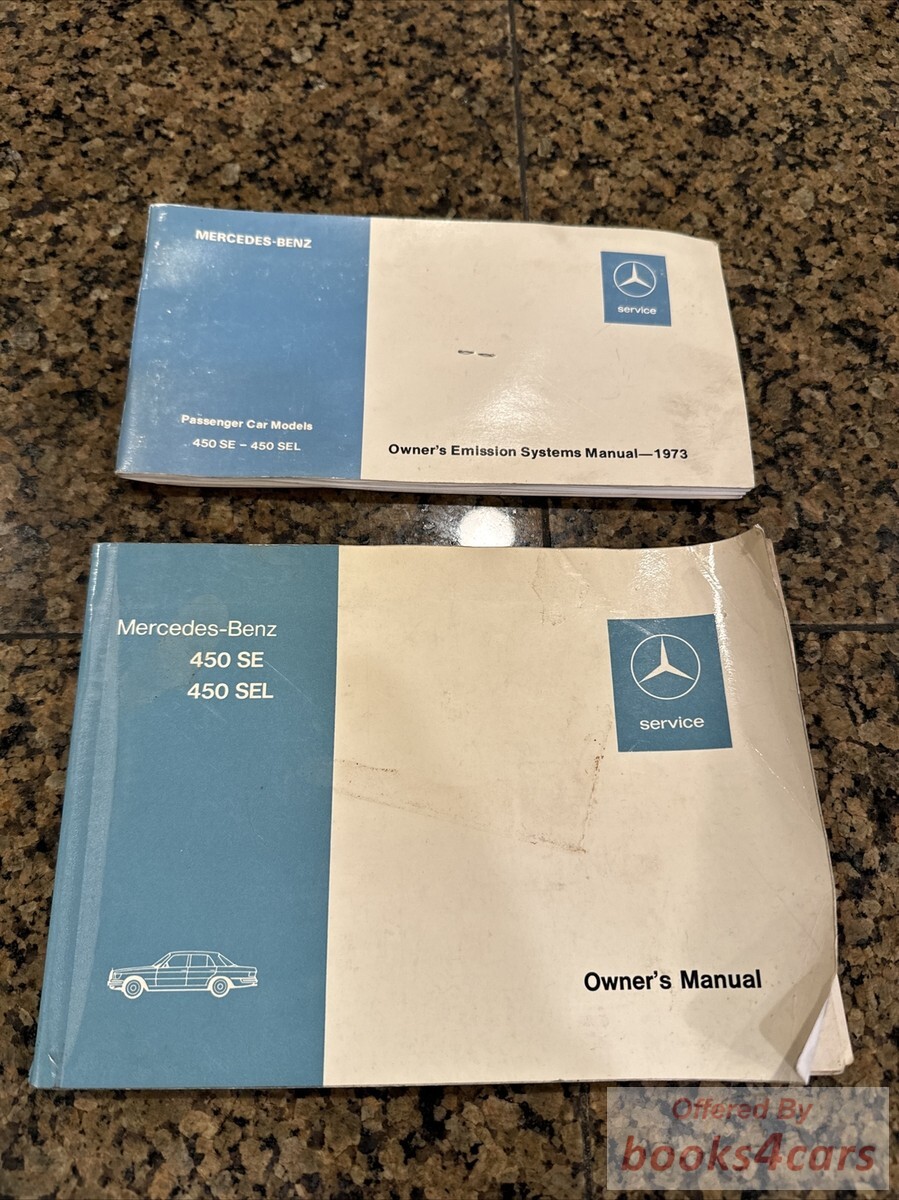 MERCEDES-BENZ
service
Passenger Car Models
450 SE – 450 SEL
Owner's Emission Systems Manual—1973
Mercedes-Benz
450 SE
450 SEL
service
Owner's Manual
Offered By
books4cars